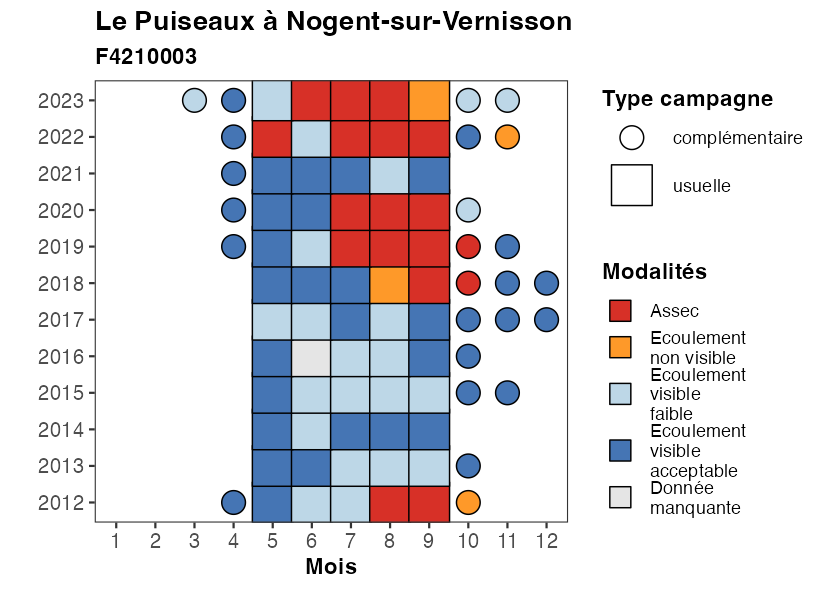 Le Puiseaux à Nogent-sur-Vernisson
F4210003
2023
2022
2021
2020
2019
2018
2017
2016
2015
2014
2013
2012
1 2 3 4 5 6 7 8 9 10 11 12
Mois
Type campagne
complémentaire
usuelle
Modalités
Assec
Ecoulement
non visible
Ecoulement
visible
faible
Ecoulement
visible
acceptable
Donnée
manquante